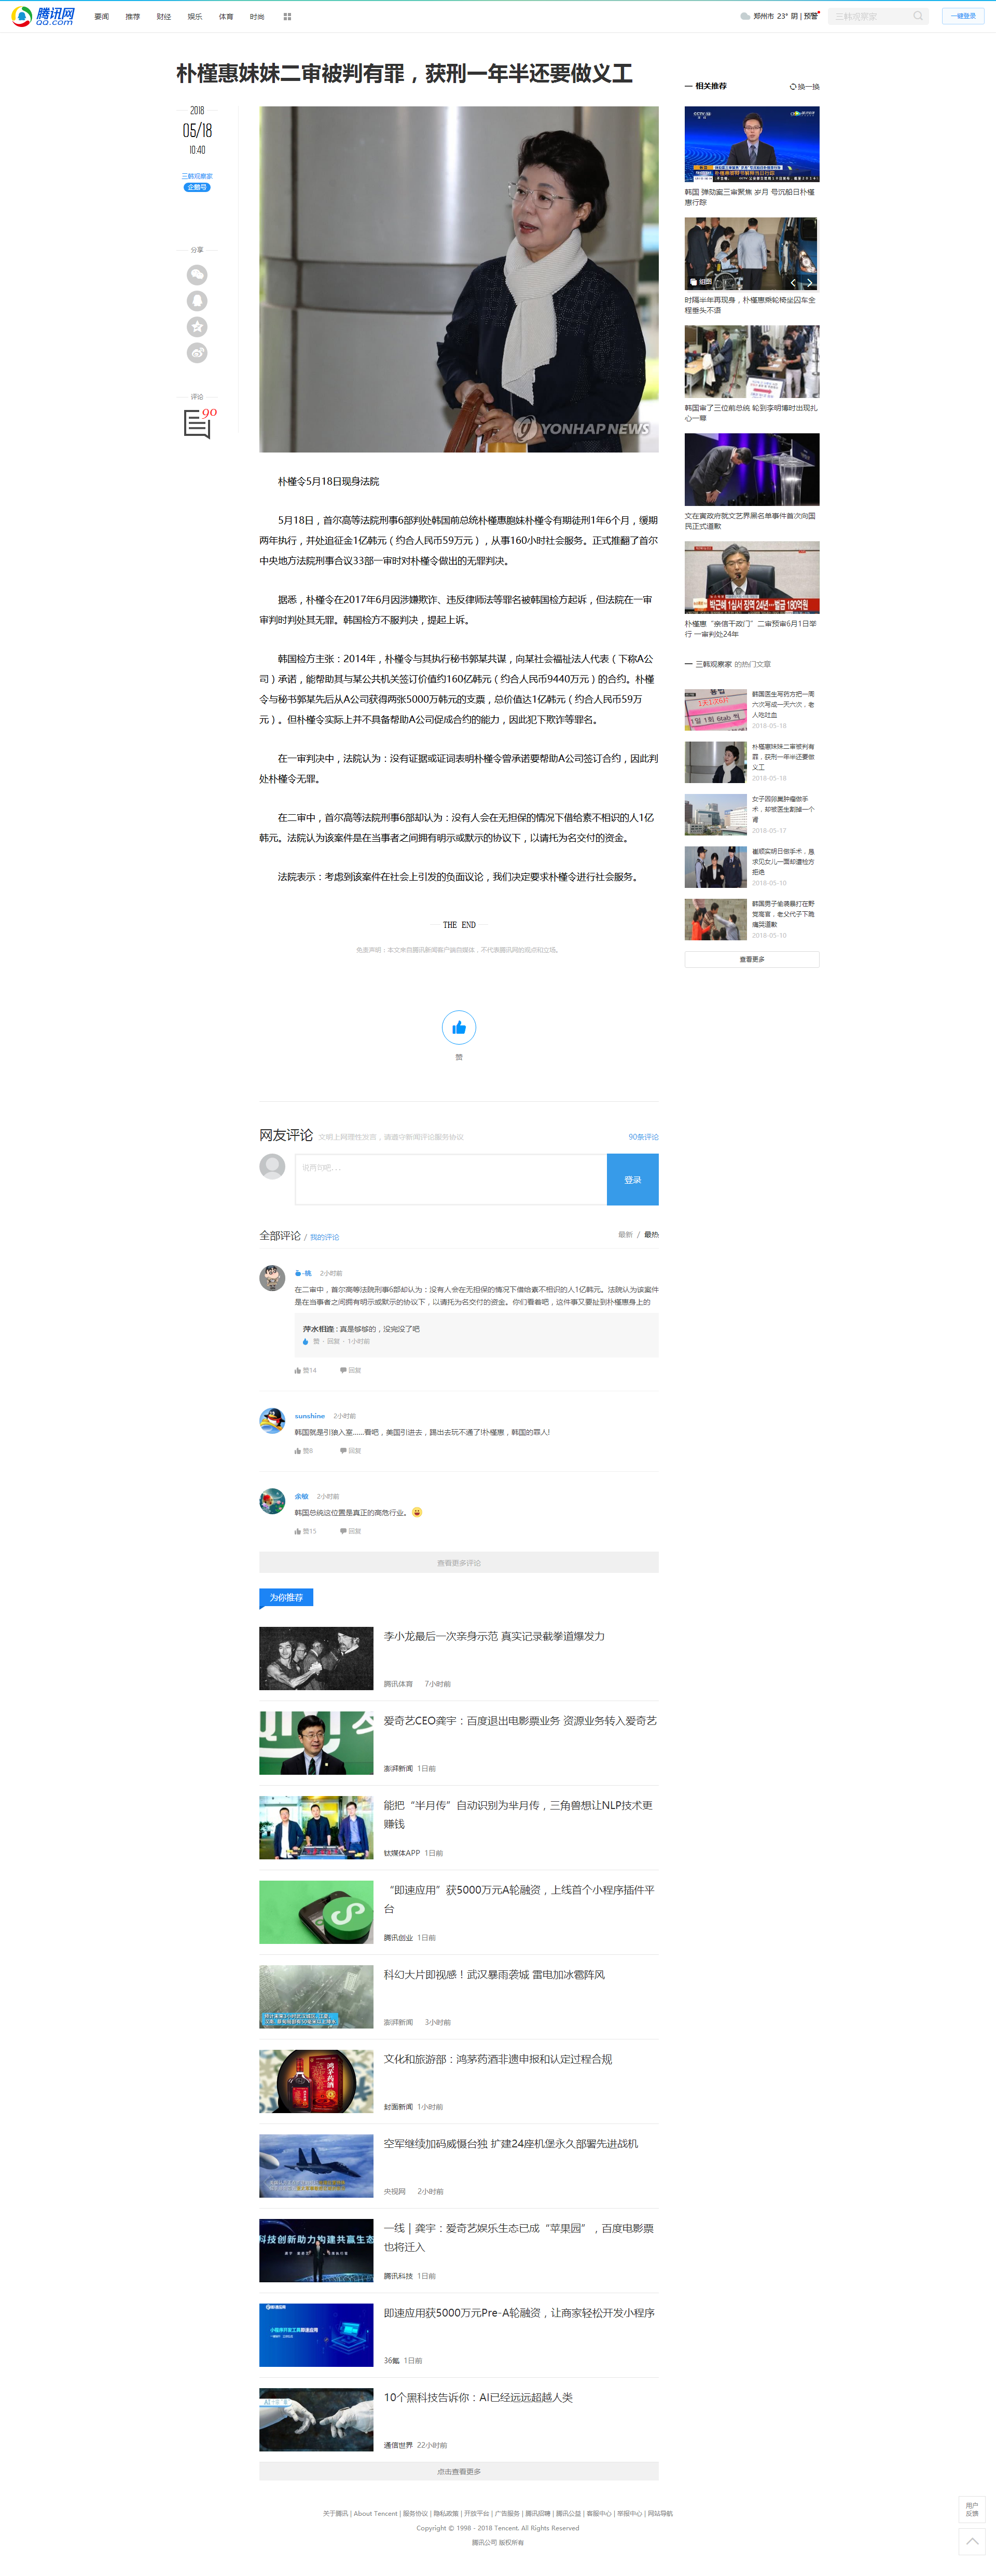 腾讯网
QQ.com
要闻 推荐 财经 娱乐 体育 时尚
郑州市 23° 阴 | 预警
三韩观察家
一键登录
朴槿惠妹妹二审被判有罪，获刑一年半还要做义工
2018
05/18
10:40
三韩观察家
企鹅号
分享
评论
90
YONHAP NEWS
朴槿令5月18日现身法院
5月18日，首尔高等法院刑事6部判处韩国前总统朴槿惠胞妹朴槿令有期徒刑1年6个月，缓期
两年执行，并处追征金1亿韩元（约合人民币59万元），从事160小时社会服务。正式推翻了首尔
中央地方法院刑事合议33部一审时对朴槿令做出的无罪判决。
据悉，朴槿令在2017年6月因涉嫌欺诈、违反律师法等罪名被韩国检方起诉，但法院在一审
审判时判处其无罪。韩国检方不服判决，提起上诉。
韩国检方主张：2014年，朴槿令与其执行秘书郭某共谋，向某社会福祉法人代表（下称A公
司）承诺，能帮助其与某公共机关签订价值约160亿韩元（约合人民币9440万元）的合约。朴槿
令与秘书郭某先后从A公司获得两张5000万韩元的支票，总价值达1亿韩元（约合人民币59万
元）。但朴槿令实际上并不具备帮助A公司促成合约的能力，因此犯下欺诈等罪名。
在一审判决中，法院认为：没有证据或证词表明朴槿令曾承诺要帮助A公司签订合约，因此判
处朴槿令无罪。
在二审中，首尔高等法院刑事6部却认为：没有人会在无担保的情况下借给素不相识的人1亿
韩元。法院认为该案件是在当事者之间拥有明示或默示的协议下，以请托为名交付的资金。
法院表示：考虑到该案件在社会上引发的负面议论，我们决定要求朴槿令进行社会服务。
THE END
免责声明：本文来自腾讯新闻客户端自媒体，不代表腾讯网的观点和立场。
赞
相关推荐
换一换
韩国 弹劾案三审聚焦 岁月 号沉船日朴槿
惠行踪
组图
时隔半年再现身，朴槿惠乘轮椅坐囚车全
程垂头不语
韩国审了三位前总统 轮到李明博时出现扎
心一幕
文在寅政府就文艺界黑名单事件首次向国
民正式道歉
박근혜 1심서 징역 24년…벌금 180억원
朴槿惠“亲信干政门”二审预审6月1日举
行 一审判处24年
三韩观察家 的热门文章
韩国医生写药方把一周
六次写成一天六次，老
人吃吐血
2018-05-18
朴槿惠妹妹二审被判有
罪，获刑一年半还要做
义工
2018-05-18
女子因卵巢肿瘤做手
术，却被医生割掉一个
肾
2018-05-17
崔顺实明日做手术，恳
求见女儿一面却遭检方
拒绝
2018-05-10
韩国男子偷袭暴打在野
党高官，老父代子下跪
痛哭道歉
2018-05-10
查看更多
网友评论 文明上网理性发言，请遵守新闻评论服务协议 90条评论
说两句吧...
登录
全部评论 / 我的评论 最新 / 最热
2小时前
在二审中，首尔高等法院刑事6部却认为：没有人会在无担保的情况下借给素不相识的人1亿韩元。法院认为该案件
是在当事者之间拥有明示或默示的协议下，以请托为名交付的资金。你们看着吧，这件事又要扯到朴槿惠身上的
萍水相逢 : 真是够够的，没完没了吧
赞 · 回复 · 1小时前
赞14 回复
sunshine 2小时前
韩国就是引狼入室......看吧，美国引进去，踢出去玩不通了!朴槿惠，韩国的罪人!
赞8 回复
余敏 2小时前
韩国总统这位置是真正的高危行业。
赞15 回复
查看更多评论
为你推荐
李小龙最后一次亲身示范 真实记录截拳道爆发力
腾讯体育 7小时前
爱奇艺CEO龚宇：百度退出电影票业务 资源业务转入爱奇艺
澎湃新闻 1日前
能把“半月传”自动识别为芈月传，三角兽想让NLP技术更
赚钱
钛媒体APP 1日前
“即速应用”获5000万元A轮融资，上线首个小程序插件平
台
腾讯创业 1日前
科幻大片即视感！武汉暴雨袭城 雷电加冰雹阵风
澎湃新闻 3小时前
文化和旅游部：鸿茅药酒非遗申报和认定过程合规
封面新闻 1小时前
空军继续加码威慑台独 扩建24座机堡永久部署先进战机
央视网 2小时前
科技创新助力构建共赢生态
一线 | 龚宇：爱奇艺娱乐生态已成“苹果园”，百度电影票
也将迁入
腾讯科技 1日前
即速应用获5000万元Pre-A轮融资，让商家轻松开发小程序
36氪 1日前
10个黑科技告诉你：AI已经远远超越人类
通信世界 22小时前
点击查看更多
关于腾讯 | About Tencent | 服务协议 | 隐私政策 | 开放平台 | 广告服务 | 腾讯招聘 | 腾讯公益 | 客服中心 | 举报中心 | 网站导航
Copyright © 1998 - 2018 Tencent. All Rights Reserved
腾讯公司 版权所有
用户
反馈